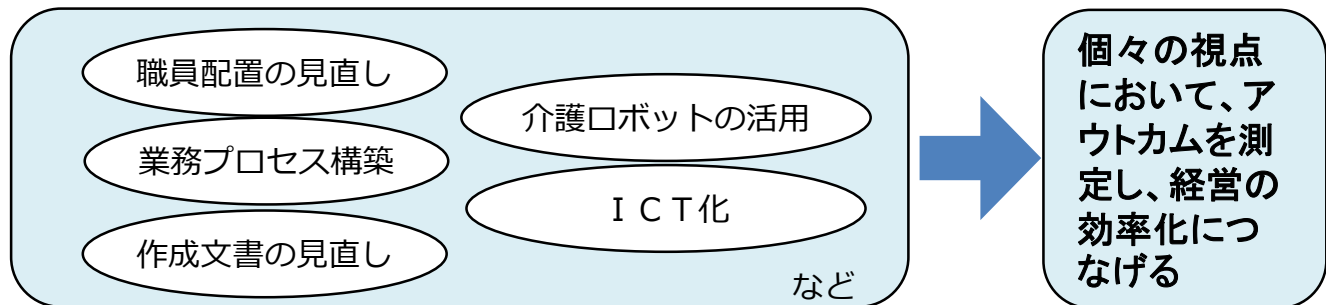 職員配置の見直し
業務プロセス構築
作成文書の見直し
介護ロボットの活用
ＩＣＴ化
など
個々の視点
において、ア
ウトカムを測
定し、経営の
効率化につ
なげる